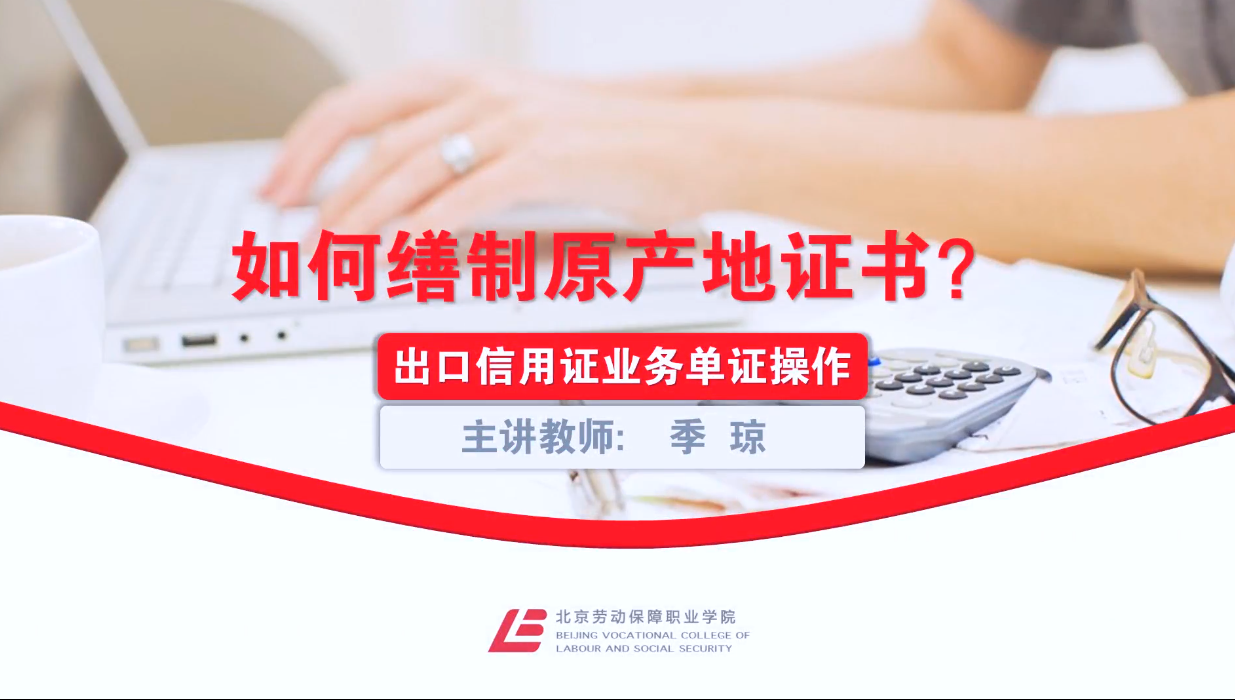 如何缮制原产地证书?
出口信用证业务单证操作
主讲教师: 季 琼
北京劳动保障职业学院
BEIJING VOCATIONAL COLLEGE OF
LABOUR AND SOCIAL SECURITY